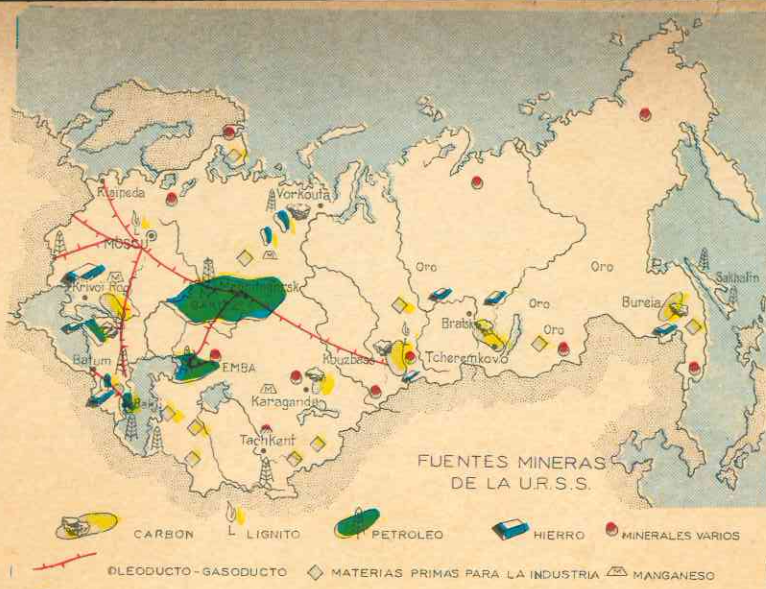 Klaipeda
Vorkouta
MOSCU
Oro
Oro
Sakhalin
Krivoi Rog
Bratsk
Oro
Bureia
Oro
Batum
EMBA
Kouzbass
Tcheremkovo
Karaganda
Tachkent
FUENTES MINERAS
DE LA U.R.S.S.
CARBON
L LIGNITO
PETROLEO
HIERRO
MINERALES VARIOS
OLEODUCTO-GASODUCTO
MATERIAS PRIMAS PARA LA INDUSTRIA
M MANGANESO